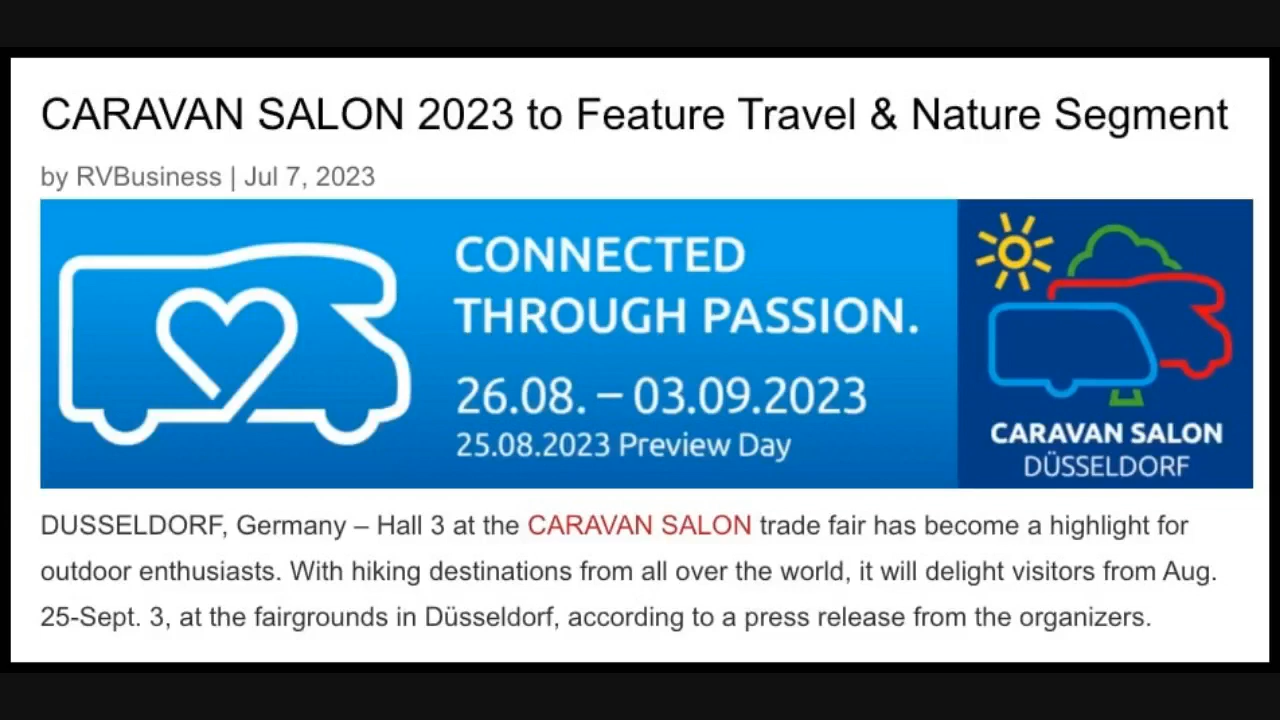 CARAVAN SALON 2023 to Feature Travel & Nature Segment
by RVBusiness | Jul 7, 2023
CONNECTED
THROUGH PASSION.
26.08. – 03.09.2023
25.08.2023 Preview Day
CARAVAN SALON
DÜSSELDORF
DUSSELDORF, Germany – Hall 3 at the CARAVAN SALON trade fair has become a highlight for
outdoor enthusiasts. With hiking destinations from all over the world, it will delight visitors from Aug.
25-Sept. 3, at the fairgrounds in Düsseldorf, according to a press release from the organizers.